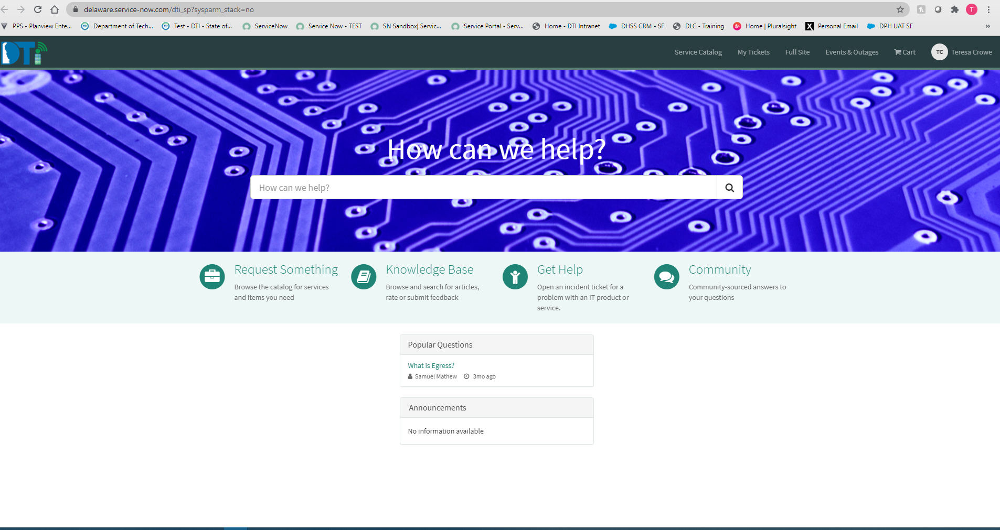 delaware.service-now.com/dti_sp?sysparm_stack=no
T
PPS - Planview Ente... Department of Tech... Test - DTI - State of... ServiceNow Service Now - TEST SN Sandbox| Servic... Service Portal - Serv... Home - DTI Intranet DHSS CRM - SF DLC - Training Home | Pluralsight X Personal Email DPH UAT SF »
DTi Service Catalog My Tickets Full Site Events & Outages Cart TC Teresa Crowe
How can we help?
How can we help?
Request Something Knowledge Base Get Help Community
Browse the catalog for services Browse and search for articles, Open an incident ticket for a Community-sourced answers to
and items you need rate or submit feedback problem with an IT product or your questions
service.
Popular Questions
What is Egress?
Samuel Mathew 3mo ago
Announcements
No information available